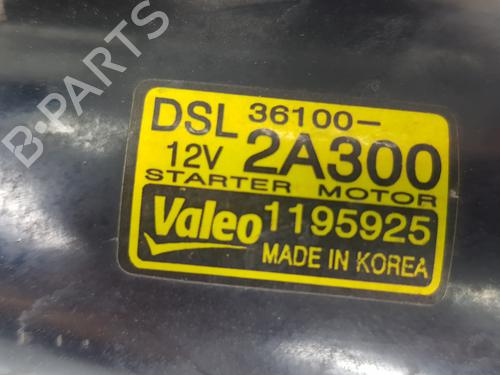 B-PARTS
DSL 36100-
12V 2A300
STARTER MOTOR
Valeo 1195925
MADE IN KOREA